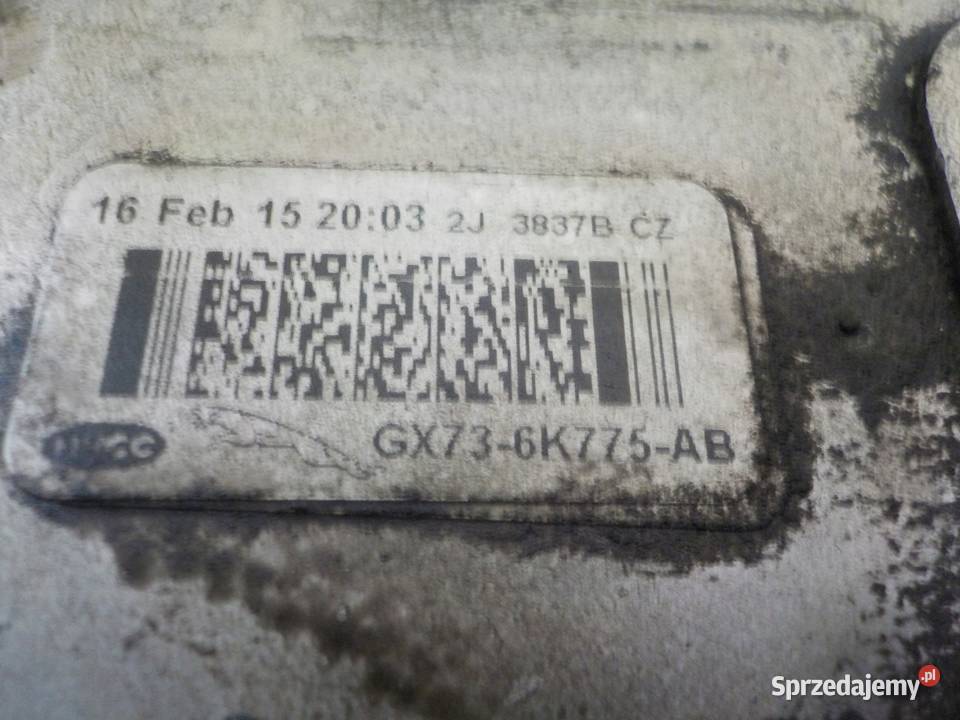 16 Feb 15 20:03 2J 3837B CZ
GX73-6K775-AB
Sprzedajemy.pl